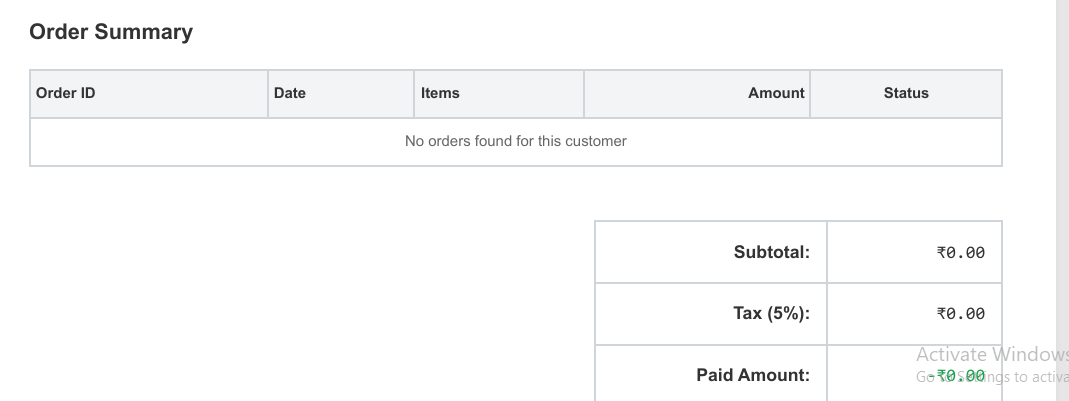 Order Summary
Order ID Date Items Amount Status
No orders found for this customer
Subtotal: ₹0.00
Tax (5%): ₹0.00
Activate Windows
Paid Amount: -₹0.00
Go to Settings to activa